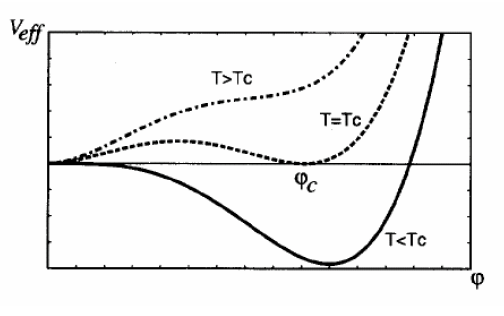 Veff
T>Tc
T=Tc
φc
T<Tc
φ